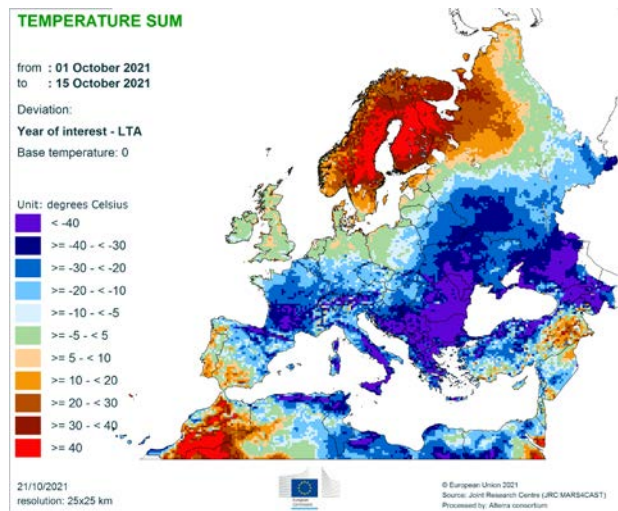 TEMPERATURE SUM
from : 01 October 2021
to : 15 October 2021
Deviation:
Year of interest - LTA
Base temperature: 0
Unit: degrees Celsius
< -40
>= -40 - < -30
>= -30 - < -20
>= -20 - < -10
>= -10 - < -5
>= -5 - < 5
>= 5 - < 10
>= 10 - < 20
>= 20 - < 30
>= 30 - < 40
>= 40
21/10/2021
resolution: 25x25 km
European
Commission
© European Union 2021
Source: Joint Research Centre (JRC MARS4CAST)
Processed by: Alterra consortium